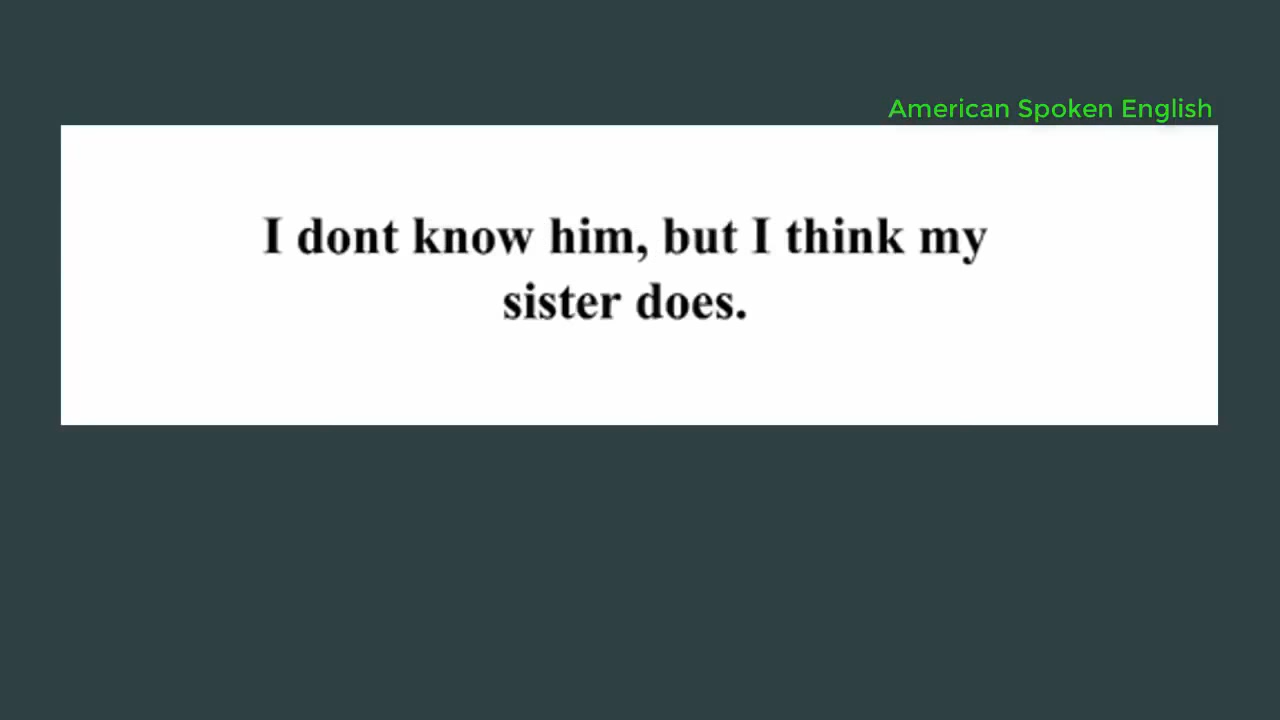 American Spoken English
I dont know him, but I think my
sister does.